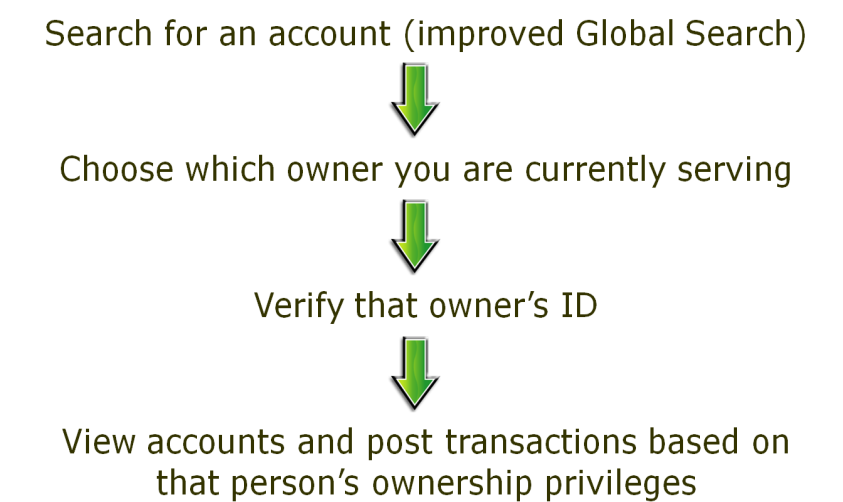 Search for an account (improved Global Search)
Choose which owner you are currently serving
Verify that owner’s ID
View accounts and post transactions based on
that person’s ownership privileges